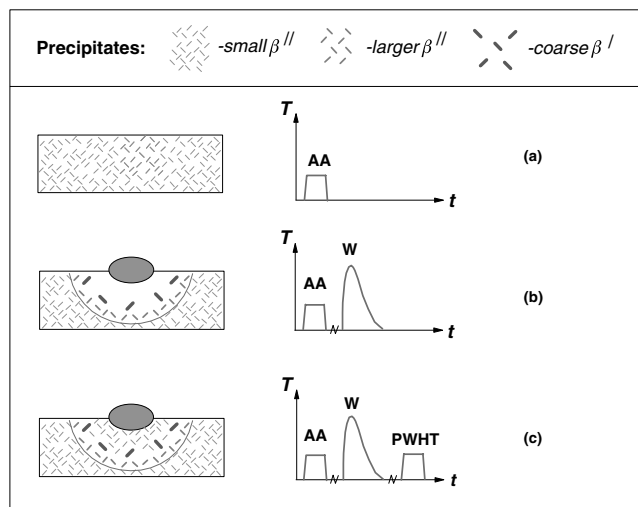 Precipitates: -small β // -larger β // -coarse β /
T
AA
t
(a)
T
W
AA
t
(b)
T
W
AA
PWHT
t
(c)